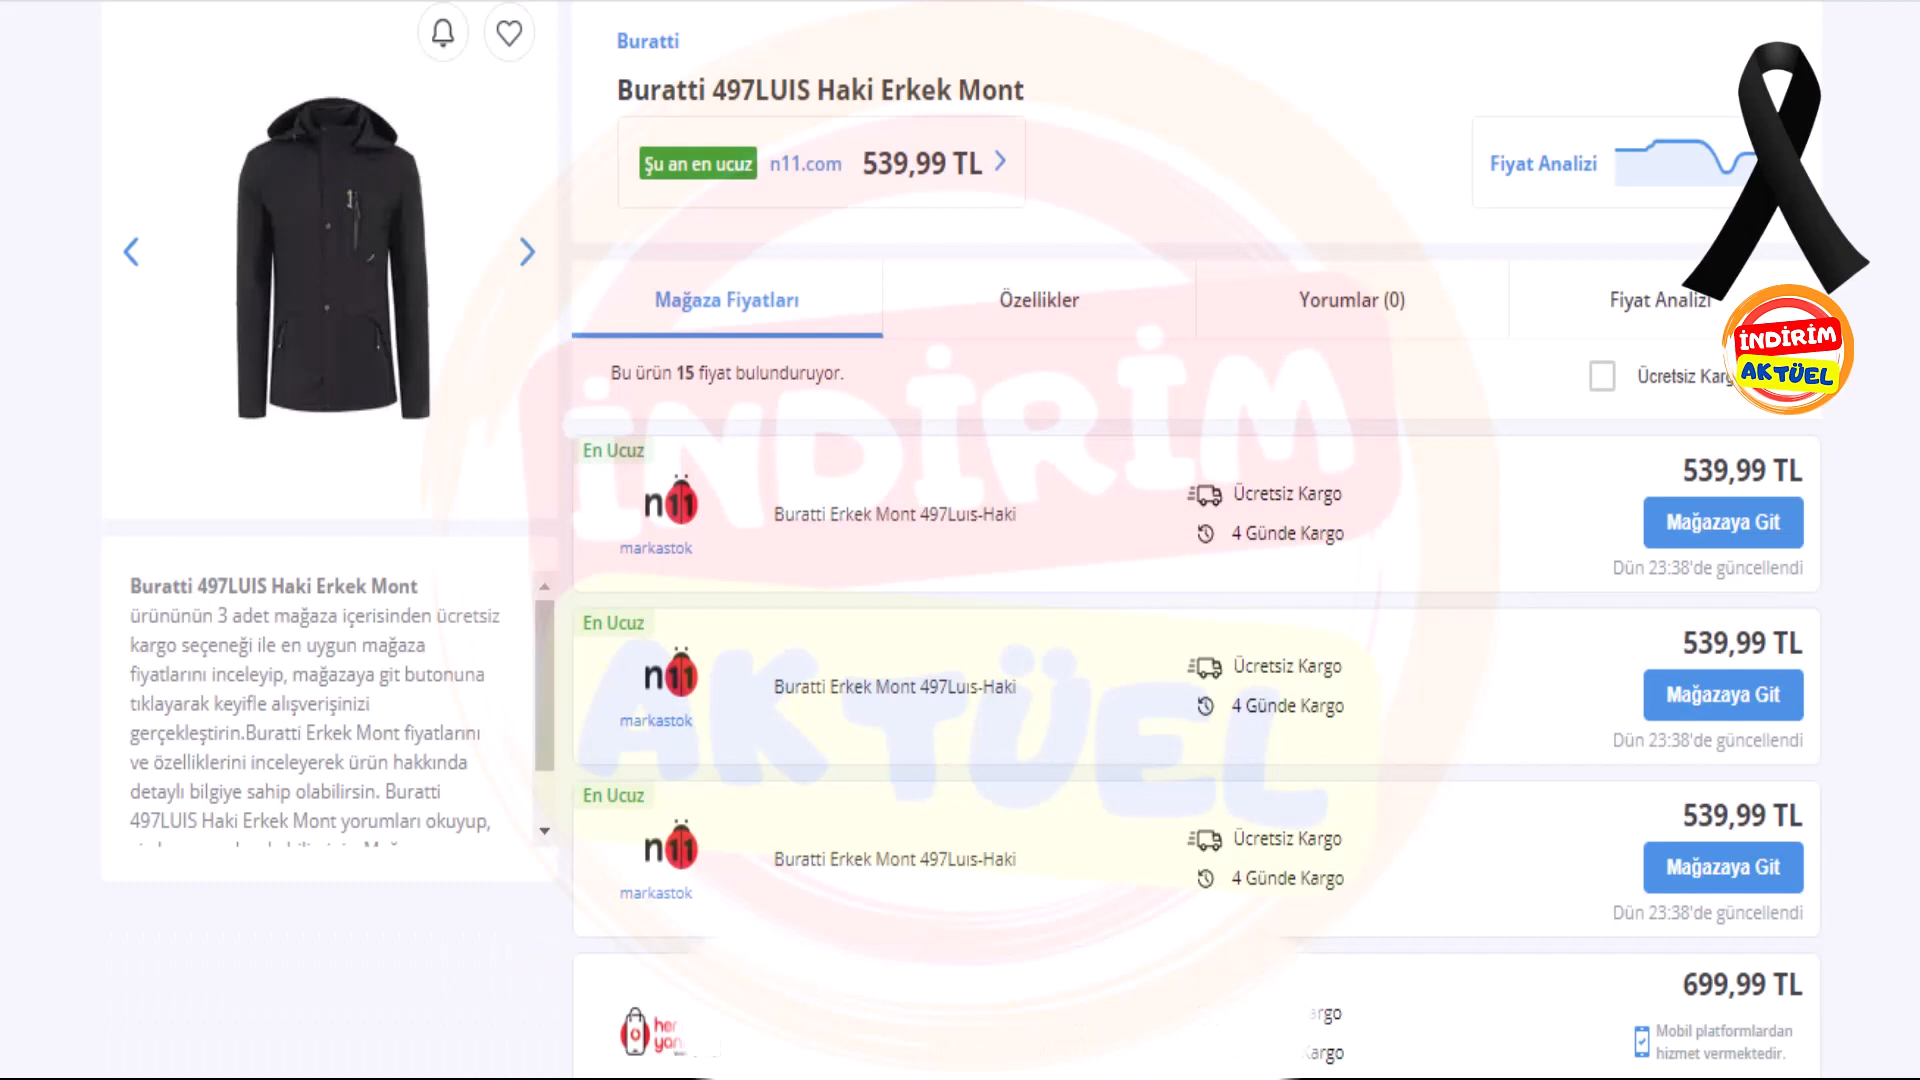 Buratti
Buratti 497LUIS Haki Erkek Mont
Şu an en ucuz n11.com 539,99 TL
Fiyat Analizi
Mağaza Fiyatları Özellikler Yorumlar (0) Fiyat Analizi
Bu ürün 15 fiyat bulunduruyor.
Ücretsiz
İNDİRİM
AKTÜEL
İNDİRİM
AKTÜEL
En Ucuz
n11
markastok
Buratti Erkek Mont 497Luıs-Haki
Ücretsiz Kargo
4 Günde Kargo
539,99 TL
Mağazaya Git
Dün 23:38'de güncellendi
En Ucuz
n11
markastok
Buratti Erkek Mont 497Luıs-Haki
Ücretsiz Kargo
4 Günde Kargo
539,99 TL
Mağazaya Git
Dün 23:38'de güncellendi
En Ucuz
n11
markastok
Buratti Erkek Mont 497Luıs-Haki
Ücretsiz Kargo
4 Günde Kargo
539,99 TL
Mağazaya Git
Dün 23:38'de güncellendi
her
699,99 TL
Mobil platformlardan
hizmet vermektedir.
Buratti 497LUIS Haki Erkek Mont
ürününün 3 adet mağaza içerisinden ücretsiz
kargo seçeneği ile en uygun mağaza
fiyatlarını inceleyip, mağazaya git butonuna
tıklayarak keyifle alışverişinizi
gerçekleştirin.Buratti Erkek Mont fiyatlarını
ve özelliklerini inceleyerek ürün hakkında
detaylı bilgiye sahip olabilirsin. Buratti
497LUIS Haki Erkek Mont yorumları okuyup,